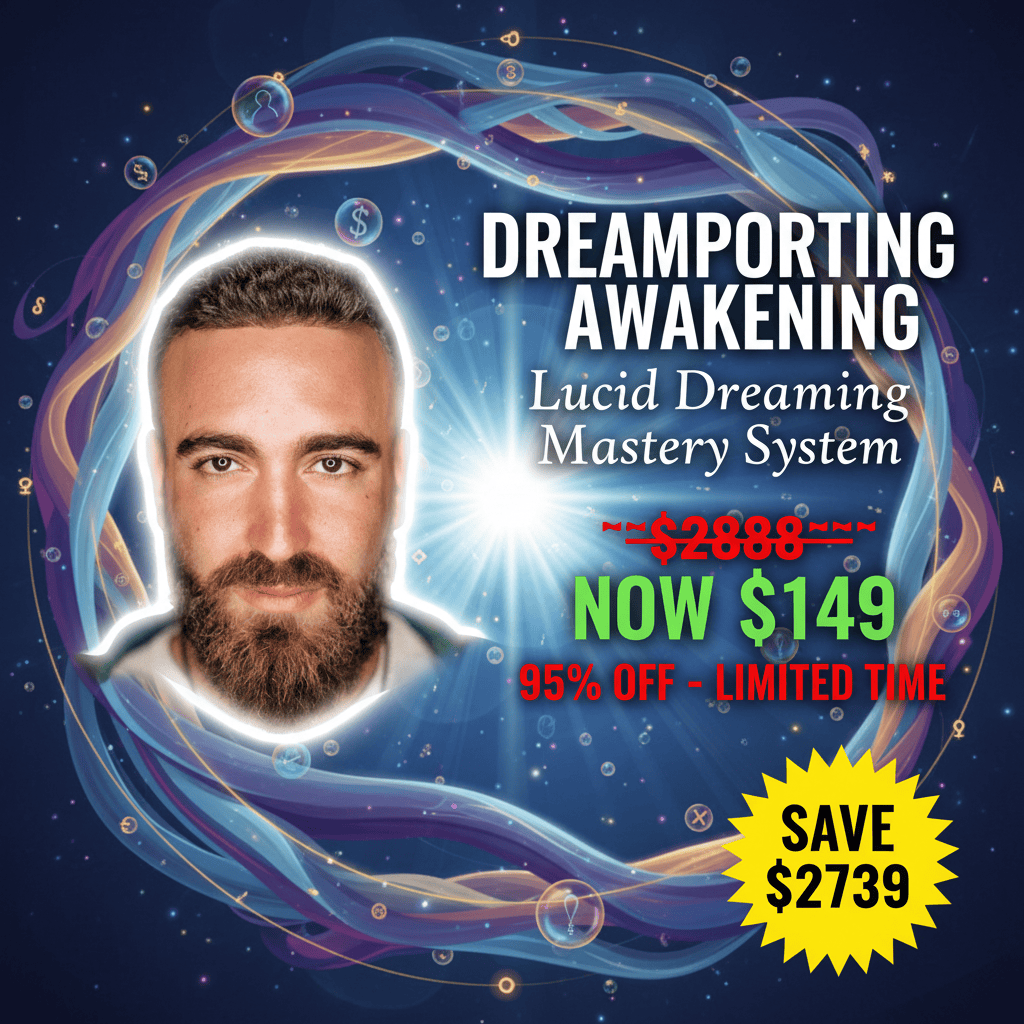 DREAMPORTING
AWAKENING
Lucid Dreaming
Mastery System
~~$2888~~~
NOW $149
95% OFF - LIMITED TIME
SAVE
$2739